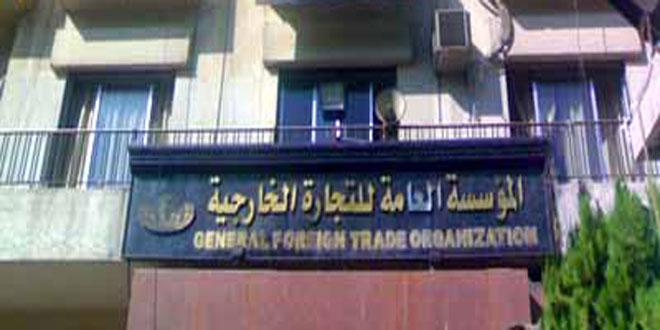 المؤسسة العامة للتجارة الخارجية
GENERAL FOREIGN TRADE ORGANIZATION